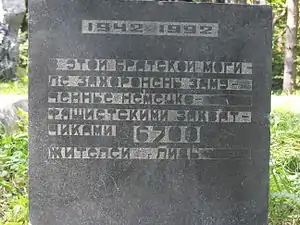 1942 1992
ЭТОЙ БРАТСКОЙ МОГИ-
ЛЕ ЗАХОРОНЕНЫ ЗАМУ-
ЧЕННЫЕ НЕМЕЦКО-
ФАШИСТСКИМИ ЗАХВАТ-
ЧИКАМИ 6700
ЖИТЕЛЕЙ